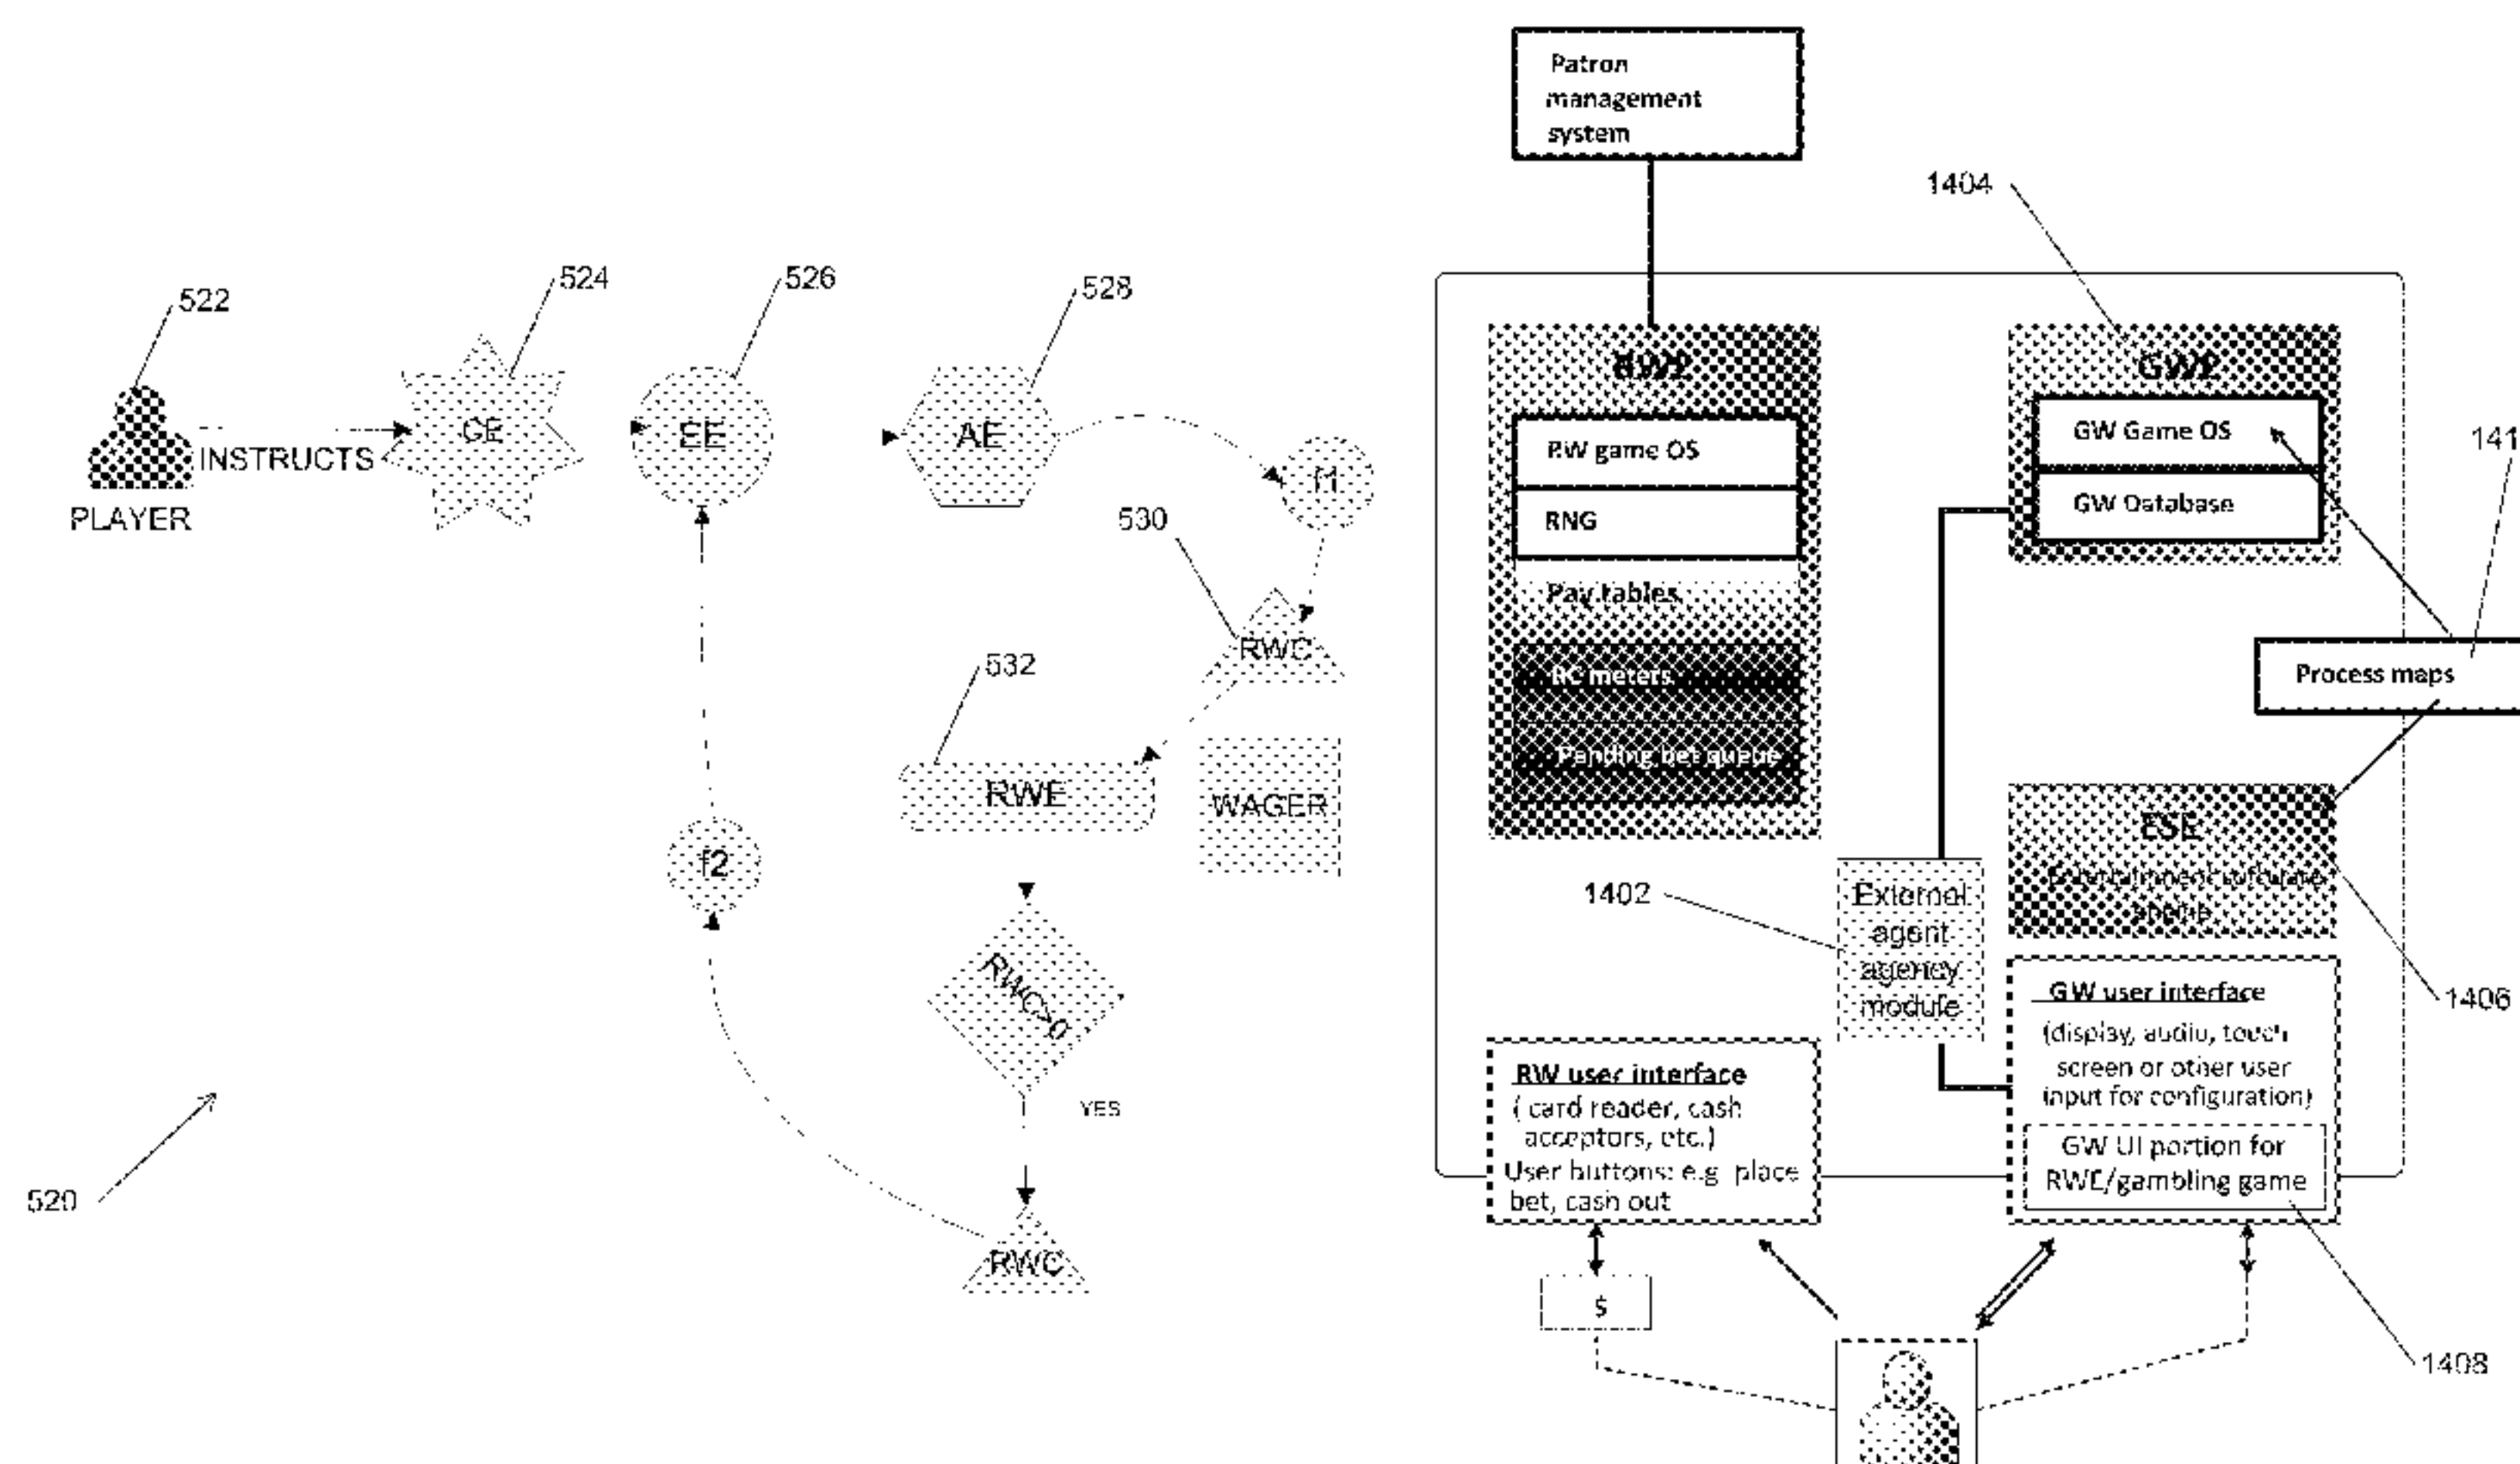 522
524
526
528
INSTRUCTS
PLAYER
CE
EE
AE
f1
530
RWC
532
RWE
WAGER
f2
RWC>0
YES
520
RWC
Patron
management
system
1404
RWP
RW game OS
RNG
Pay tables
RC meters
Pending bet queue
GWP
GW Game OS
GW Database
141
Process maps
ESE
1402
External
agent
agency
module
1406
GW user interface
(display, audio, touch
screen or other user
input for configuration)
GW UI portion for
RWE/gambling game
RW user interface
( card reader, cash
acceptors, etc.)
User buttons: e.g. place
bet, cash out
$
1408